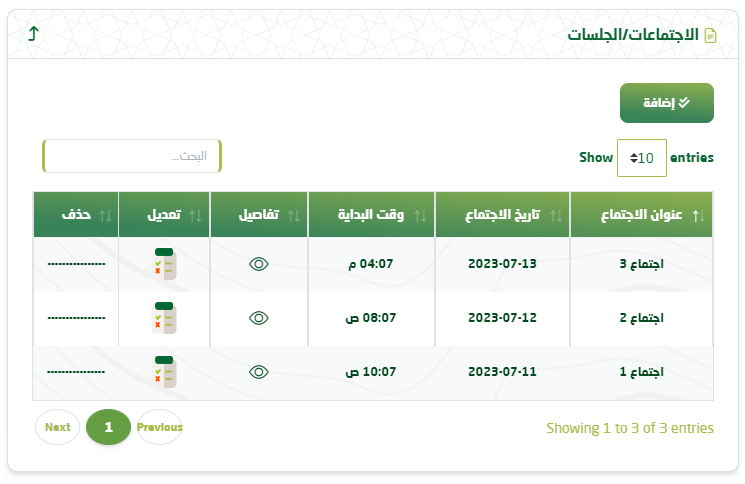 الاجتماعات/الجلسات
إضافة
Show 10 entries
البحث...
عنوان الاجتماع تاريخ الاجتماع وقت البداية تفاصيل تعديل حذف
اجتماع 3 2023-07-13 04:07 م ----------------
اجتماع 2 2023-07-12 08:07 ص ----------------
اجتماع 1 2023-07-11 10:07 ص ----------------
Showing 1 to 3 of 3 entries
Previous 1 Next